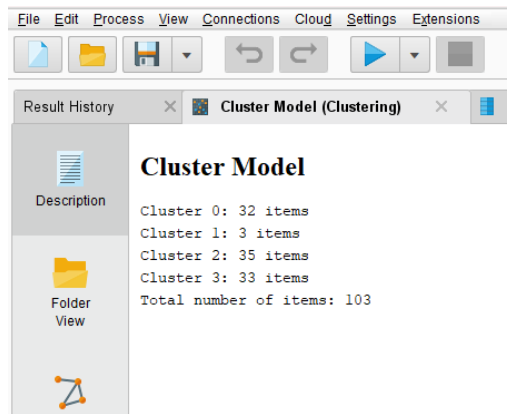 File Edit Process View Connections Cloud Settings Extensions
Result History
Cluster Model (Clustering)
Description
Folder
View
Cluster Model
Cluster 0: 32 items
Cluster 1: 3 items
Cluster 2: 35 items
Cluster 3: 33 items
Total number of items: 103